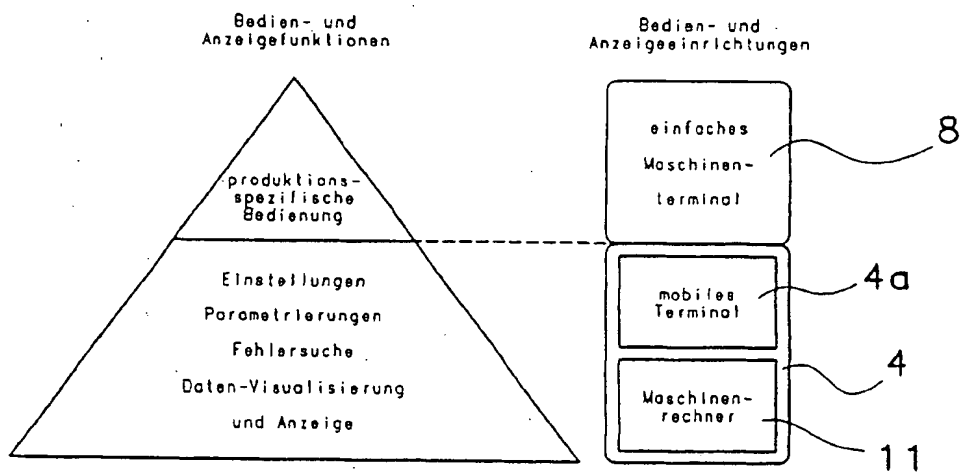 Bedien- und
Anzeigefunktionen
produktions-
spezifische
Bedienung
Einstellungen
Parametrierungen
Fehlersuche
Daten-Visualisierung
und Anzeige
Bedien- und
Anzeigeeinrichtungen
einfaches
Maschinen-
terminal
8
mobiles
Terminal
4a
4
Maschinen-
rechner
11